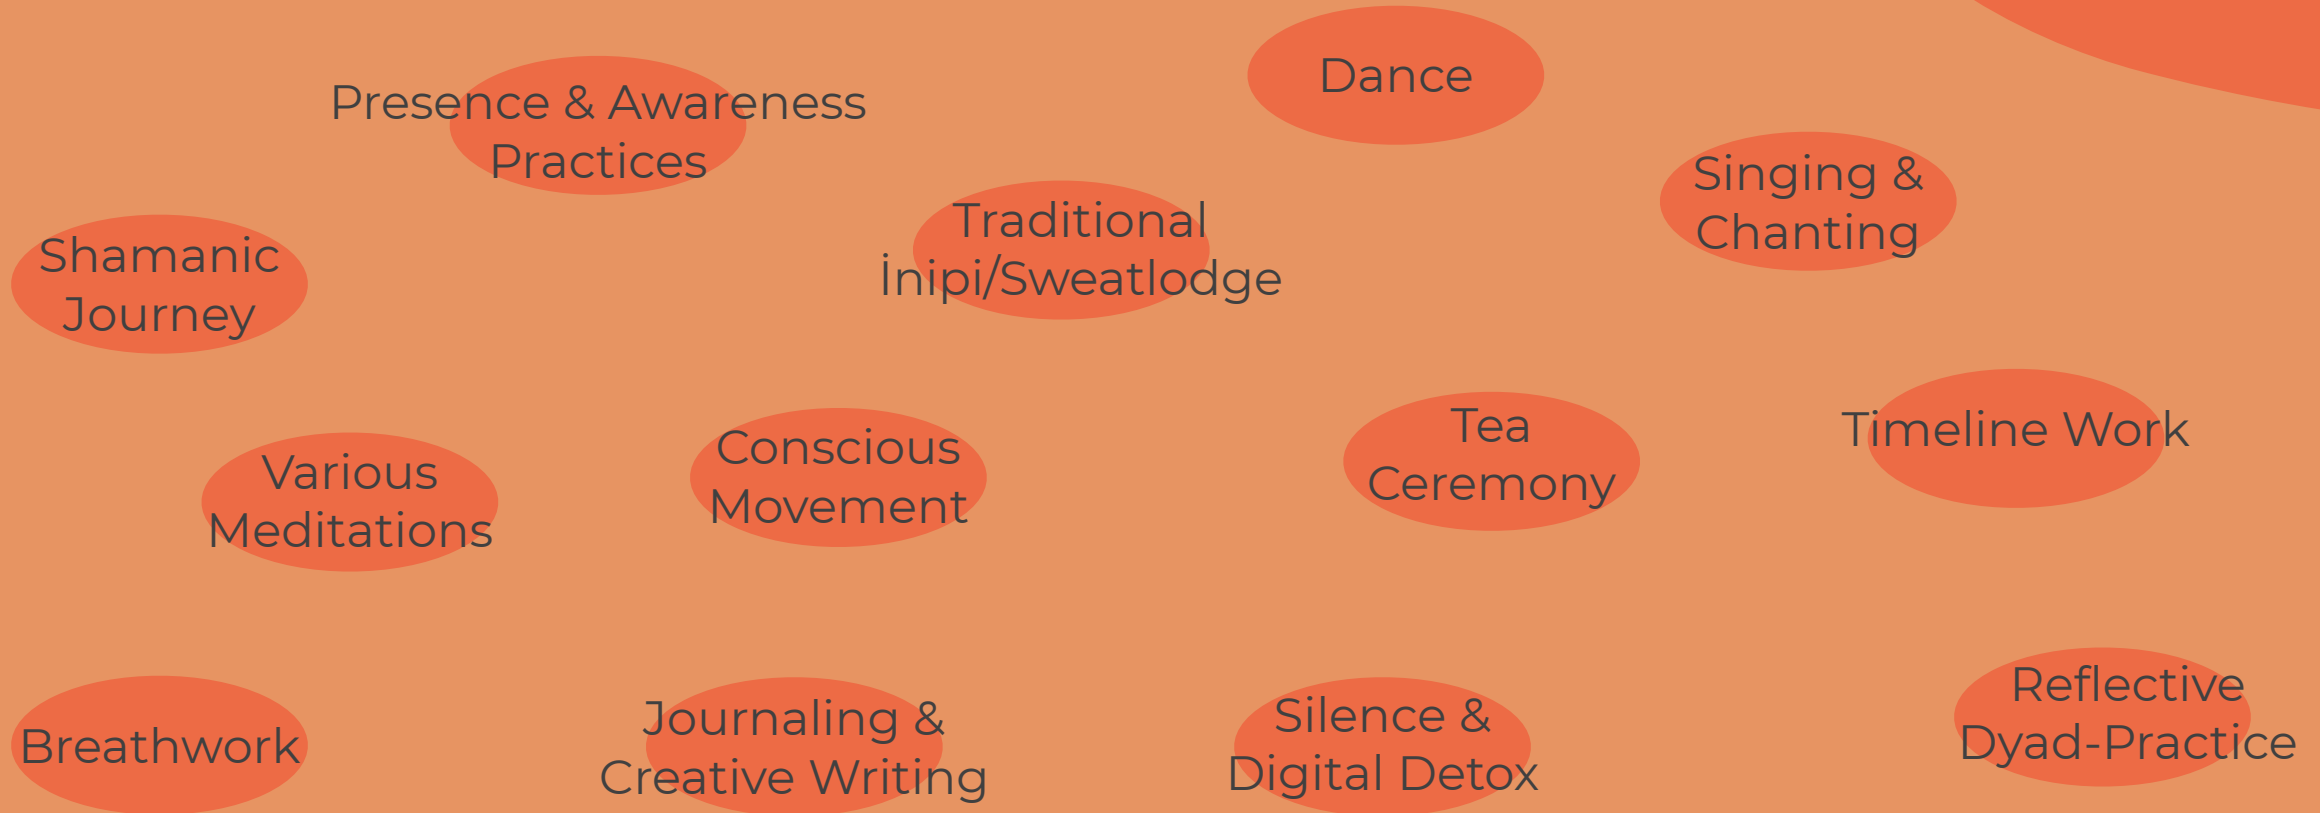 Dance
Presence & Awareness
Practices
Singing &
Chanting
Traditional
İnipi/Sweatlodge
Shamanic
Journey
Tea
Ceremony
Timeline Work
Conscious
Movement
Various
Meditations
Reflective
Dyad-Practice
Breathwork
Journaling &
Creative Writing
Silence &
Digital Detox